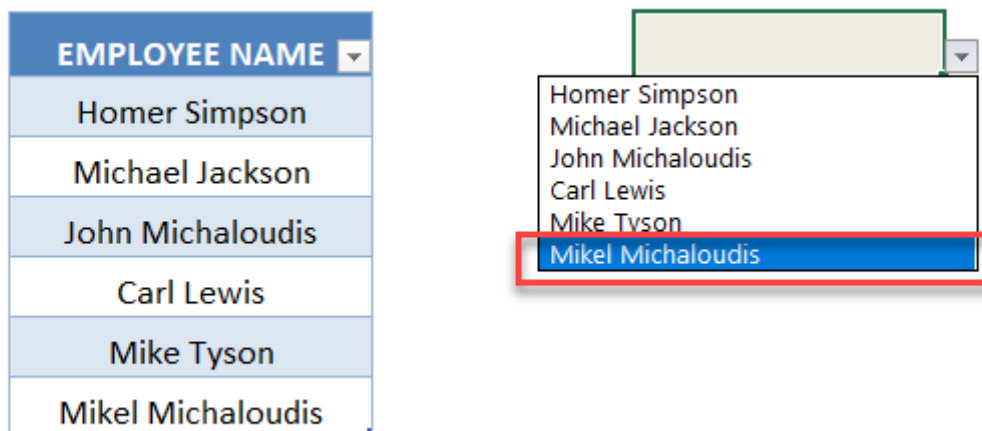 EMPLOYEE NAME
Homer Simpson
Michael Jackson
John Michaloudis
Carl Lewis
Mike Tyson
Mikel Michaloudis
Homer Simpson
Michael Jackson
John Michaloudis
Carl Lewis
Mike Tyson
Mikel Michaloudis